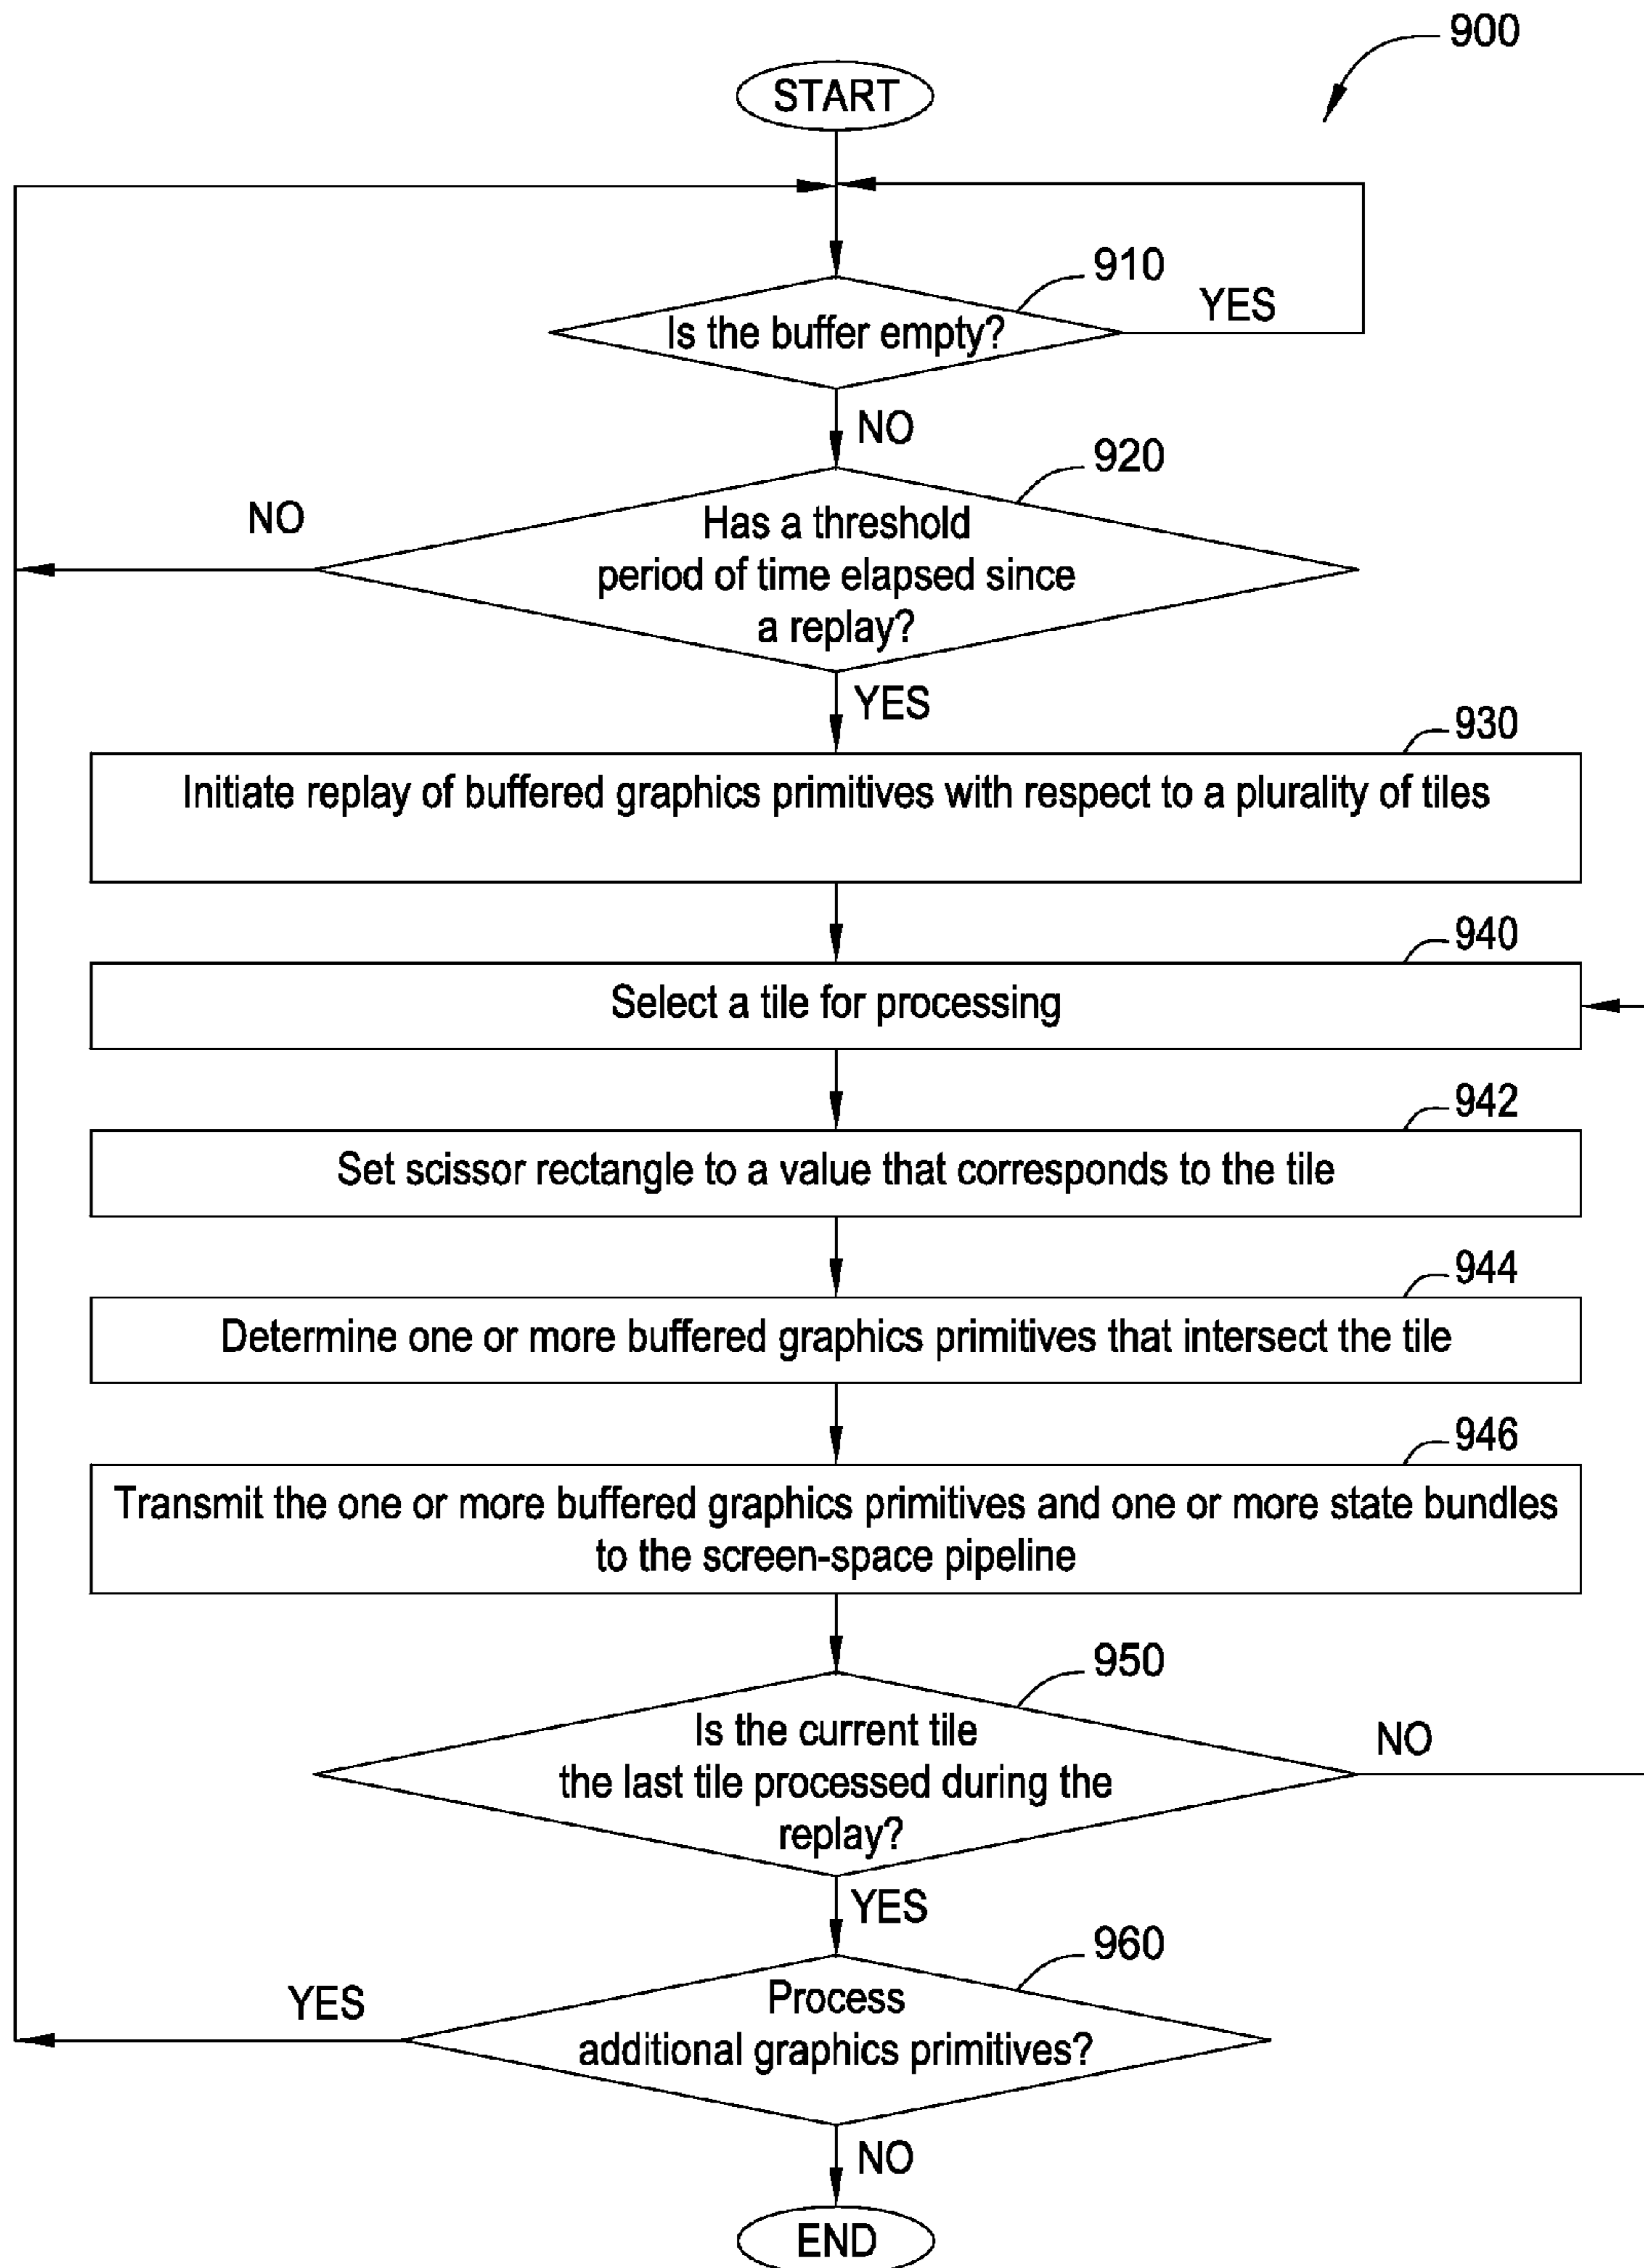 900
START
910
Is the buffer empty?
YES
NO
920
NO
Has a threshold
period of time elapsed since
a replay?
YES
930
Initiate replay of buffered graphics primitives with respect to a plurality of tiles
940
Select a tile for processing
942
Set scissor rectangle to a value that corresponds to the tile
944
Determine one or more buffered graphics primitives that intersect the tile
946
Transmit the one or more buffered graphics primitives and one or more state bundles
to the screen-space pipeline
950
Is the current tile
the last tile processed during the
replay?
NO
YES
960
YES
Process
additional graphics primitives?
NO
END